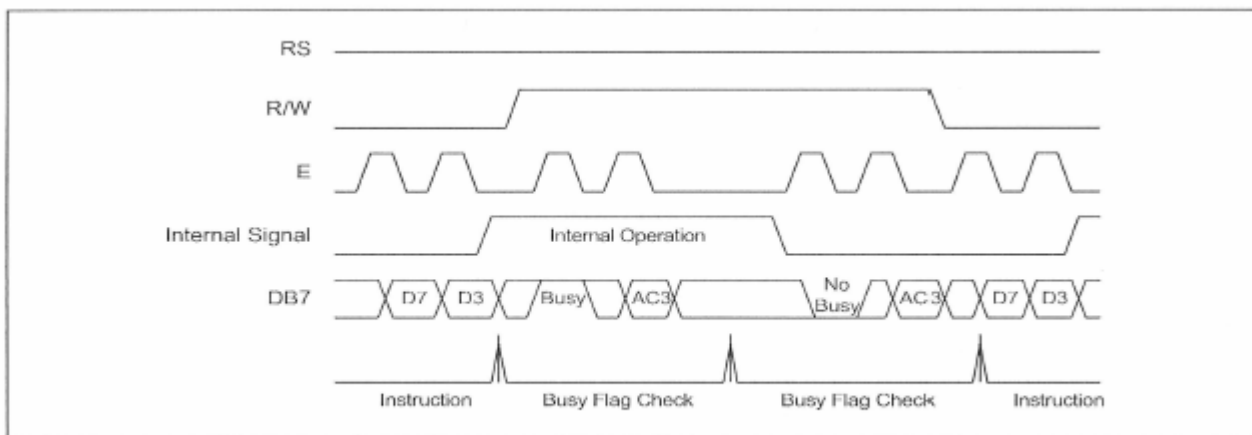 RS
R/W
E
Internal Signal
Internal Operation
DB7
D7
D3
Busy
AC3
No
Busy
AC3
D7
D3
Instruction
Busy Flag Check
Busy Flag Check
Instruction